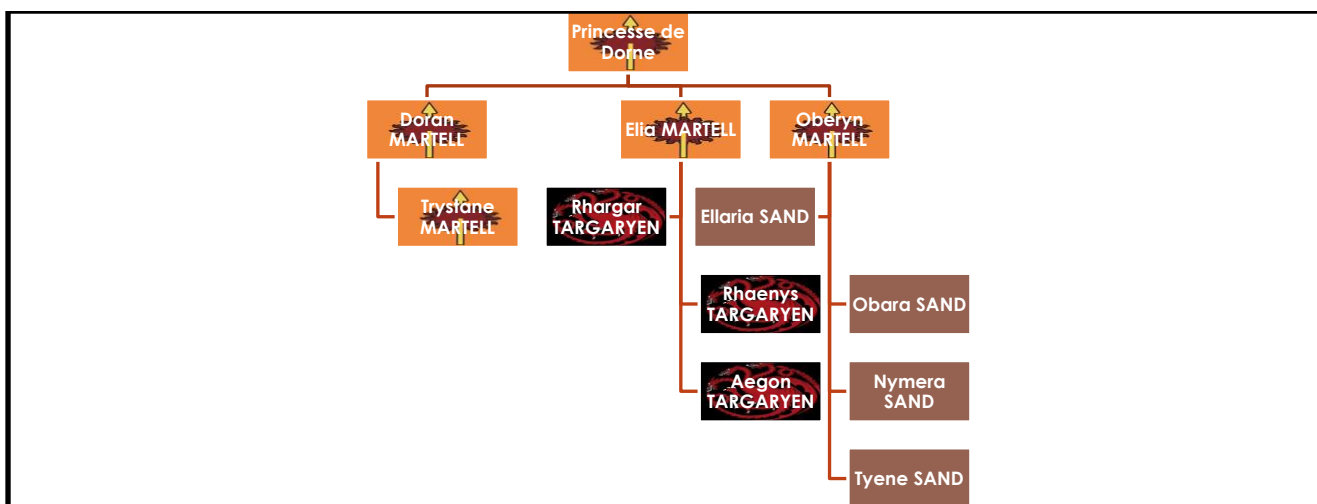 Princesse de
Dorne
Doran
MARTELL
Elia MARTELL
Oberyn
MARTELL
Trystane
MARTELL
Rhargar
TARGARYEN
Ellaria SAND
Rhaenys
TARGARYEN
Obara SAND
Aegon
TARGARYEN
Nymera
SAND
Tyene SAND